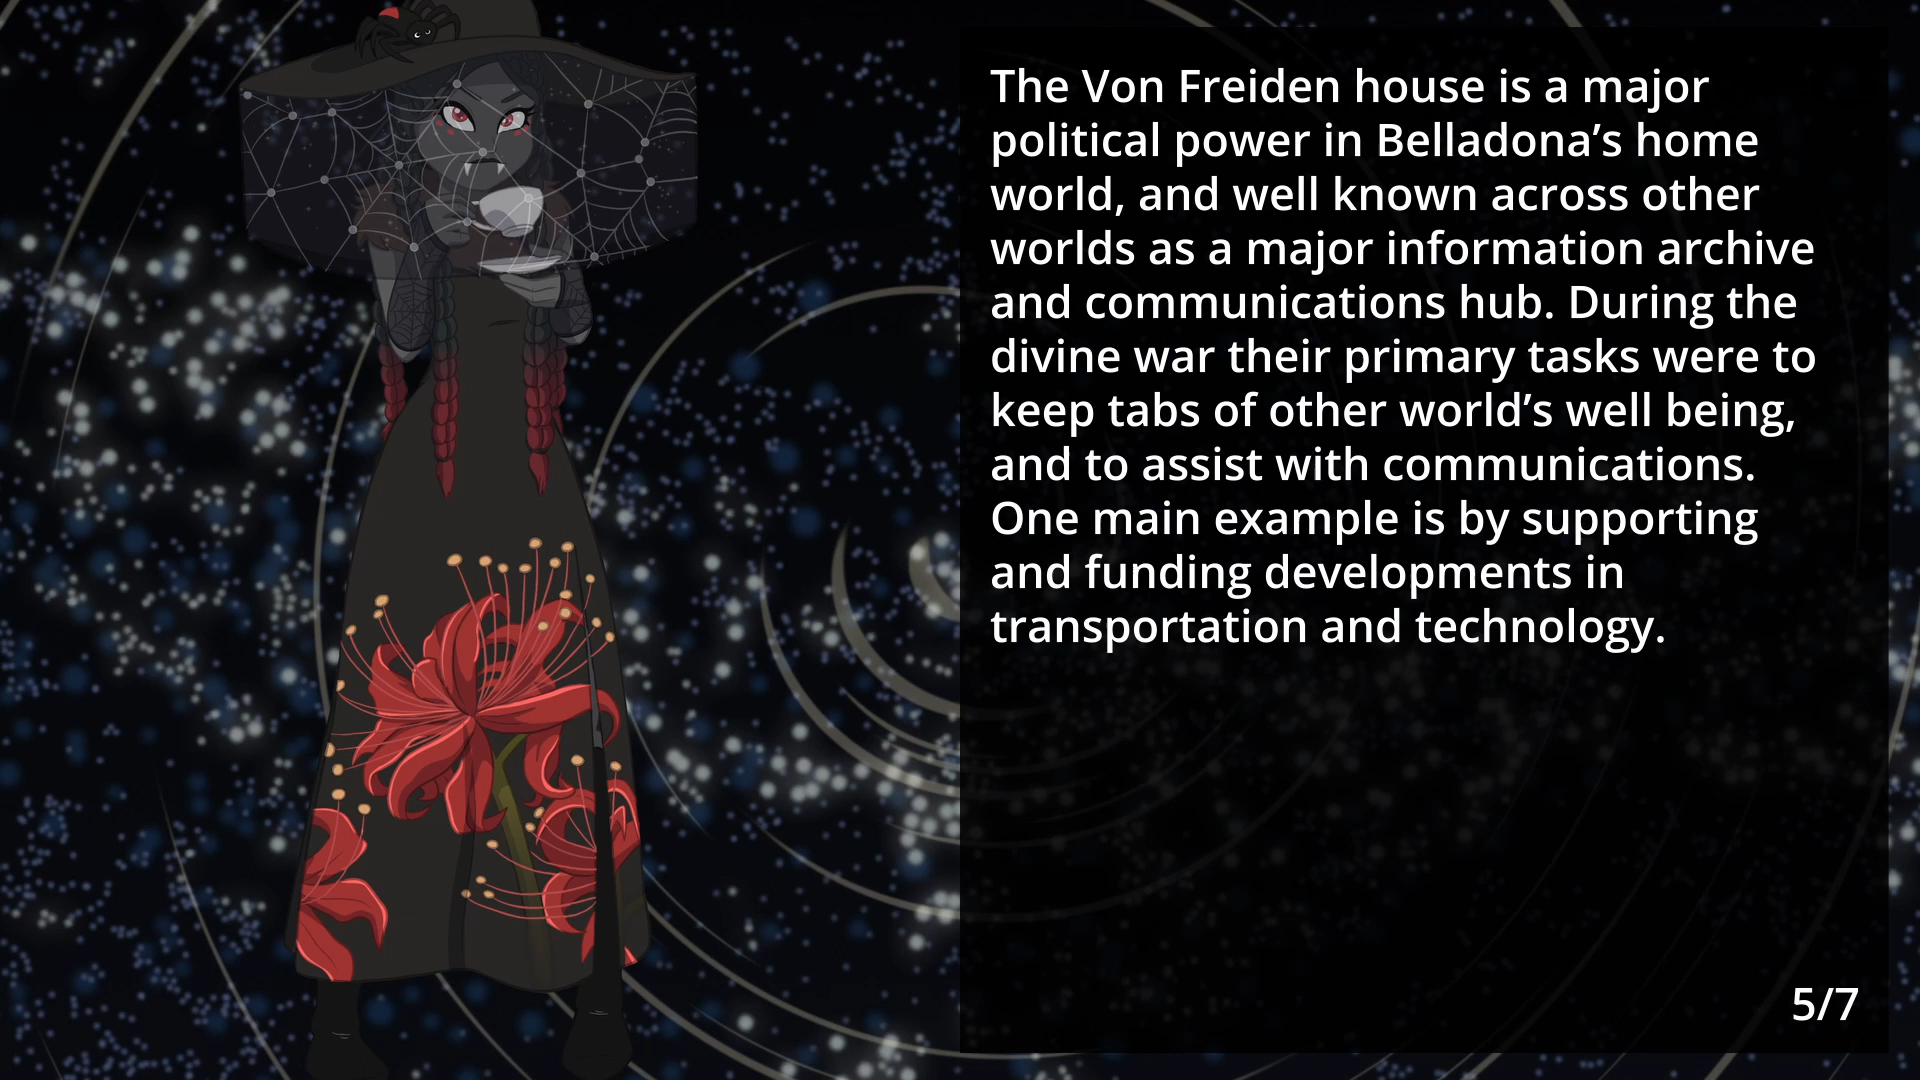 The Von Freiden house is a major
political power in Belladona’s home
world, and well known across other
worlds as a major information archive
and communications hub. During the
divine war their primary tasks were to
keep tabs of other world’s well being,
and to assist with communications.
One main example is by supporting
and funding developments in
transportation and technology.
5/7